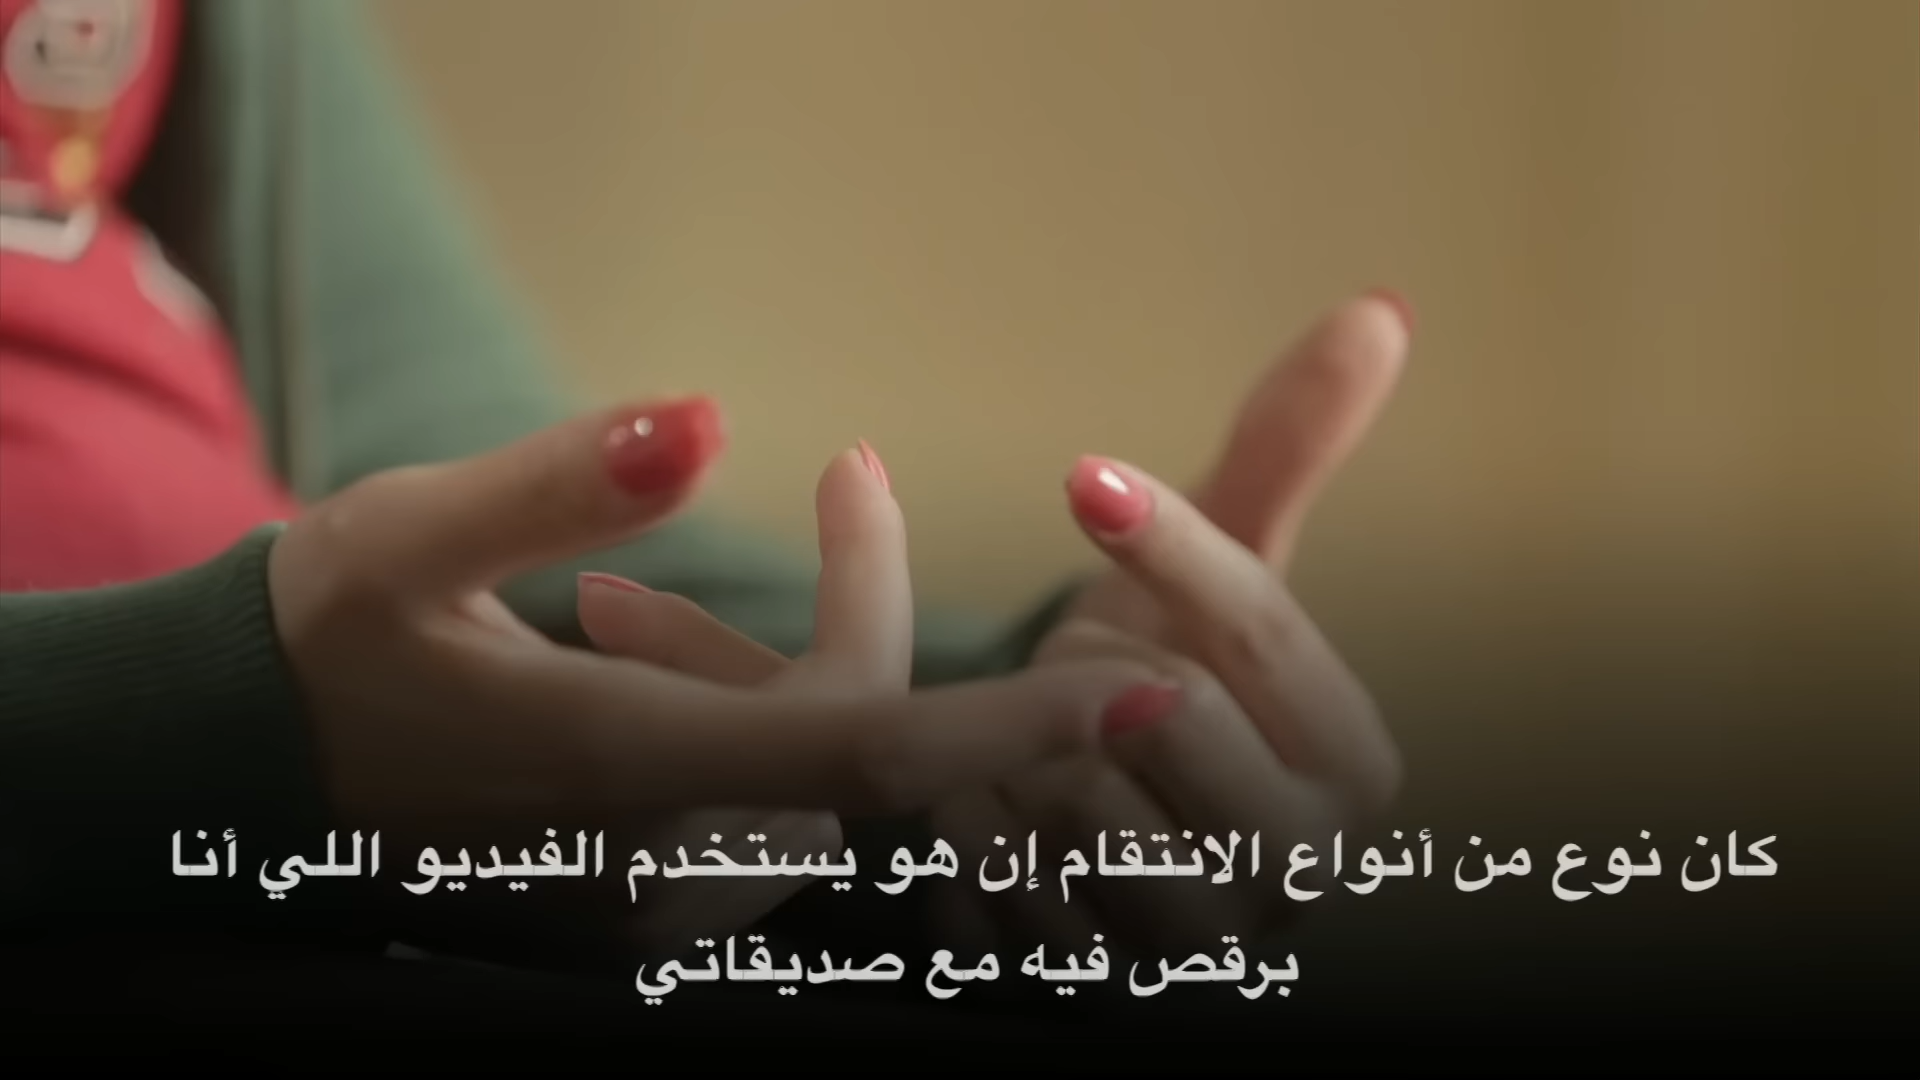 كان نوع من أنواع الانتقام إن هو يستخدم الفيديو اللي أنا
برقص فيه مع صديقاتي